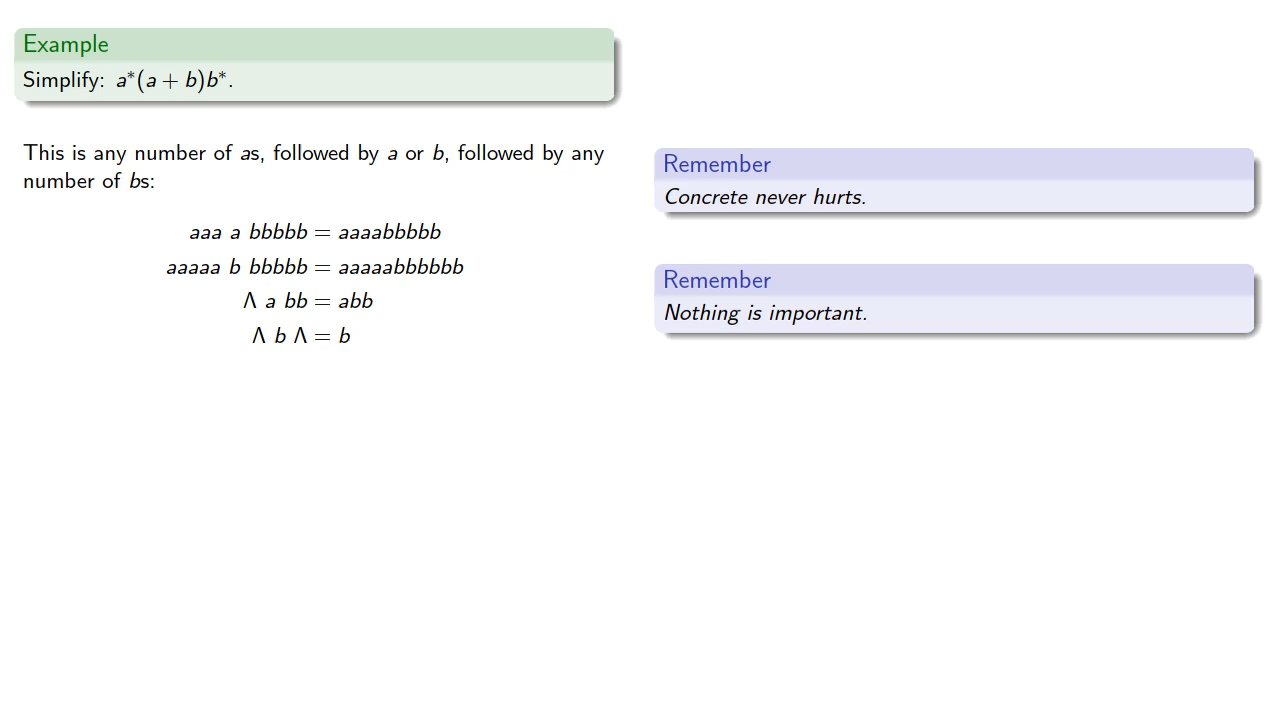 Example
Simplify: a*(a + b)b*.
This is any number of as, followed by a or b, followed by any
number of bs:
aaa a bbbbb = aaaabbbbb
aaaaa b bbbbb = aaaaabbbbbb
Λ a bb = abb
Λ b Λ = b
Remember
Concrete never hurts.
Remember
Nothing is important.